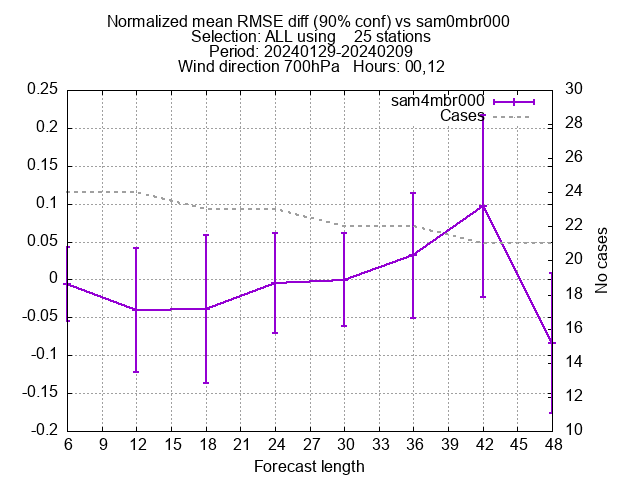 Normalized mean RMSE diff (90% conf) vs sam0mbr000
Selection: ALL using    25 stations
Period: 20240129-20240209
Wind direction 700hPa   Hours: 00,12
sam4mbr000
Cases
0.25
0.2
0.15
0.1
0.05
0
-0.05
-0.1
-0.15
-0.2
30
28
26
24
22
20
18
16
14
12
10
No cases
6 12 15 18 21 24 27 30 33 36 39 42 45 48
9
Forecast length